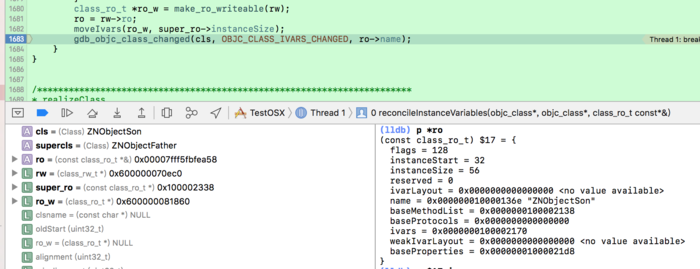 1680
class_ro_t *ro_w = make_ro_writeable(rw);
1681
ro = rw->ro;
1682
moveIvars(ro_w, super_ro->instanceSize);
1683
gdb_objc_class_changed(cls, OBJC_CLASS_IVARS_CHANGED, ro->name);
Thread 1: brea
1684
}
1685
}
1686
1687
1688
/***********************************************************************
1689
* realizeClass
TestOSX
Thread 1
0 reconcileInstanceVariables(objc_class*, objc_class*, class_ro_t const*&)
A cls = (Class) ZNObjectSon
A supercls = (Class) ZNObjectFather
A ro = (const class_ro_t *&) 0x00007fff5fbfea58
L rw = (class_rw_t *) 0x600000070ec0
L super_ro = (const class_ro_t *) 0x100002338
L ro_w = (class_ro_t *) 0x600000081860
L clsname = (const char *) NULL
L oldStart (uint32_t)
L ro_w = (class_ro_t *) NULL
L alignment (uint32_t)
(lldb) p *ro
(const class_ro_t) $17 = {
flags = 128
instanceStart = 32
instanceSize = 56
reserved = 0
ivarLayout = 0x0000000000000000 <no value available>
name = 0x000000010000136e "ZNObjectSon"
baseMethodList = 0x0000000100002138
baseProtocols = 0x0000000000000000
ivars = 0x0000000100002170
weakIvarLayout = 0x0000000000000000 <no value available>
baseProperties = 0x00000001000021d8
}